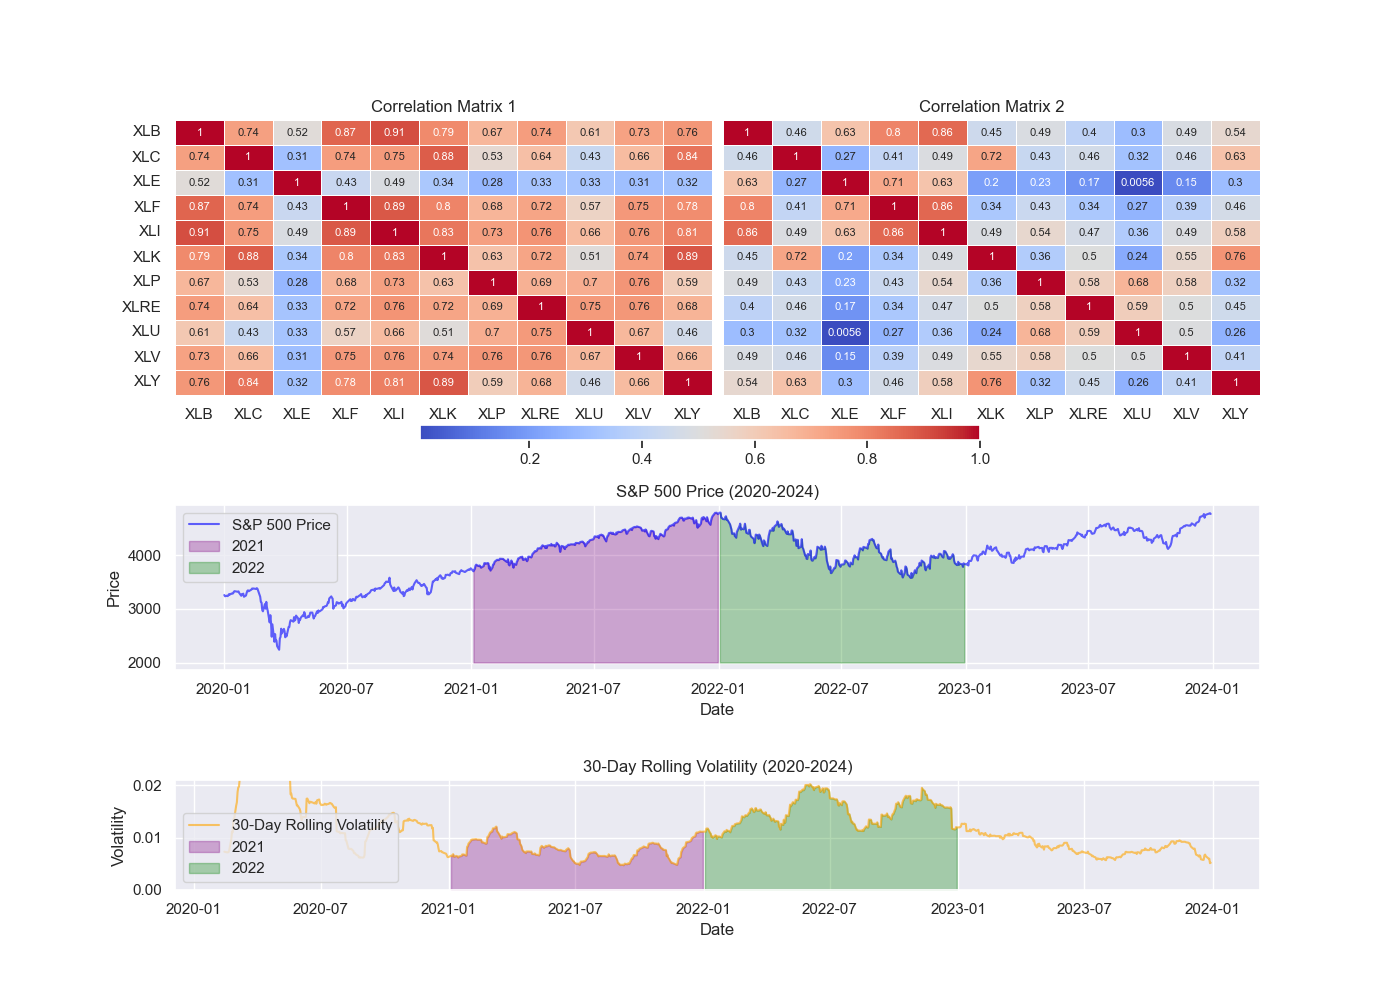 Correlation Matrix 1
XLB 1 0.74 0.52 0.87 0.91 0.79 0.67 0.74 0.61 0.73 0.76
XLC 0.74 1 0.31 0.74 0.75 0.88 0.53 0.64 0.43 0.66 0.84
XLE 0.52 0.31 1 0.43 0.49 0.34 0.28 0.33 0.33 0.31 0.32
XLF 0.87 0.74 0.43 1 0.89 0.8 0.68 0.72 0.57 0.75 0.78
XLI 0.91 0.75 0.49 0.89 1 0.83 0.73 0.76 0.66 0.76 0.81
XLK 0.79 0.88 0.34 0.8 0.83 1 0.63 0.72 0.51 0.74 0.89
XLP 0.67 0.53 0.28 0.68 0.73 0.63 1 0.69 0.7 0.76 0.59
XLRE 0.74 0.64 0.33 0.72 0.76 0.72 0.69 1 0.75 0.76 0.68
XLU 0.61 0.43 0.33 0.57 0.66 0.51 0.7 0.75 1 0.67 0.46
XLV 0.73 0.66 0.31 0.75 0.76 0.74 0.76 0.76 0.67 1 0.66
XLY 0.76 0.84 0.32 0.78 0.81 0.89 0.59 0.68 0.46 0.66 1
XLB XLC XLE XLF XLI XLK XLP XLRE XLU XLV XLY
Correlation Matrix 2
1 0.46 0.63 0.8 0.86 0.45 0.49 0.4 0.3 0.49 0.54
0.46 1 0.27 0.41 0.49 0.72 0.43 0.46 0.32 0.46 0.63
0.63 0.27 1 0.71 0.63 0.2 0.23 0.17 0.0056 0.15 0.3
0.8 0.41 0.71 1 0.86 0.34 0.43 0.34 0.27 0.39 0.46
0.86 0.49 0.63 0.86 1 0.49 0.54 0.47 0.36 0.49 0.58
0.45 0.72 0.2 0.34 0.49 1 0.36 0.5 0.24 0.55 0.76
0.49 0.43 0.23 0.43 0.54 0.36 1 0.58 0.68 0.58 0.32
0.4 0.46 0.17 0.34 0.47 0.5 0.58 1 0.59 0.5 0.45
0.3 0.32 0.0056 0.27 0.36 0.24 0.68 0.59 1 0.5 0.26
0.49 0.46 0.15 0.39 0.49 0.55 0.58 0.5 0.5 1 0.41
0.54 0.63 0.3 0.46 0.58 0.76 0.32 0.45 0.26 0.41 1
XLB XLC XLE XLF XLI XLK XLP XLRE XLU XLV XLY
0.2 0.4 0.6 0.8 1.0
S&P 500 Price (2020-2024)
S&P 500 Price
2021
2022
Price
4000
3000
2000
2020-01 2020-07 2021-01 2021-07 2022-01 2022-07 2023-01 2023-07 2024-01
Date
30-Day Rolling Volatility (2020-2024)
30-Day Rolling Volatility
2021
2022
Volatility
0.02
0.01
0.00
2020-01 2020-07 2021-01 2021-07 2022-01 2022-07 2023-01 2023-07 2024-01
Date